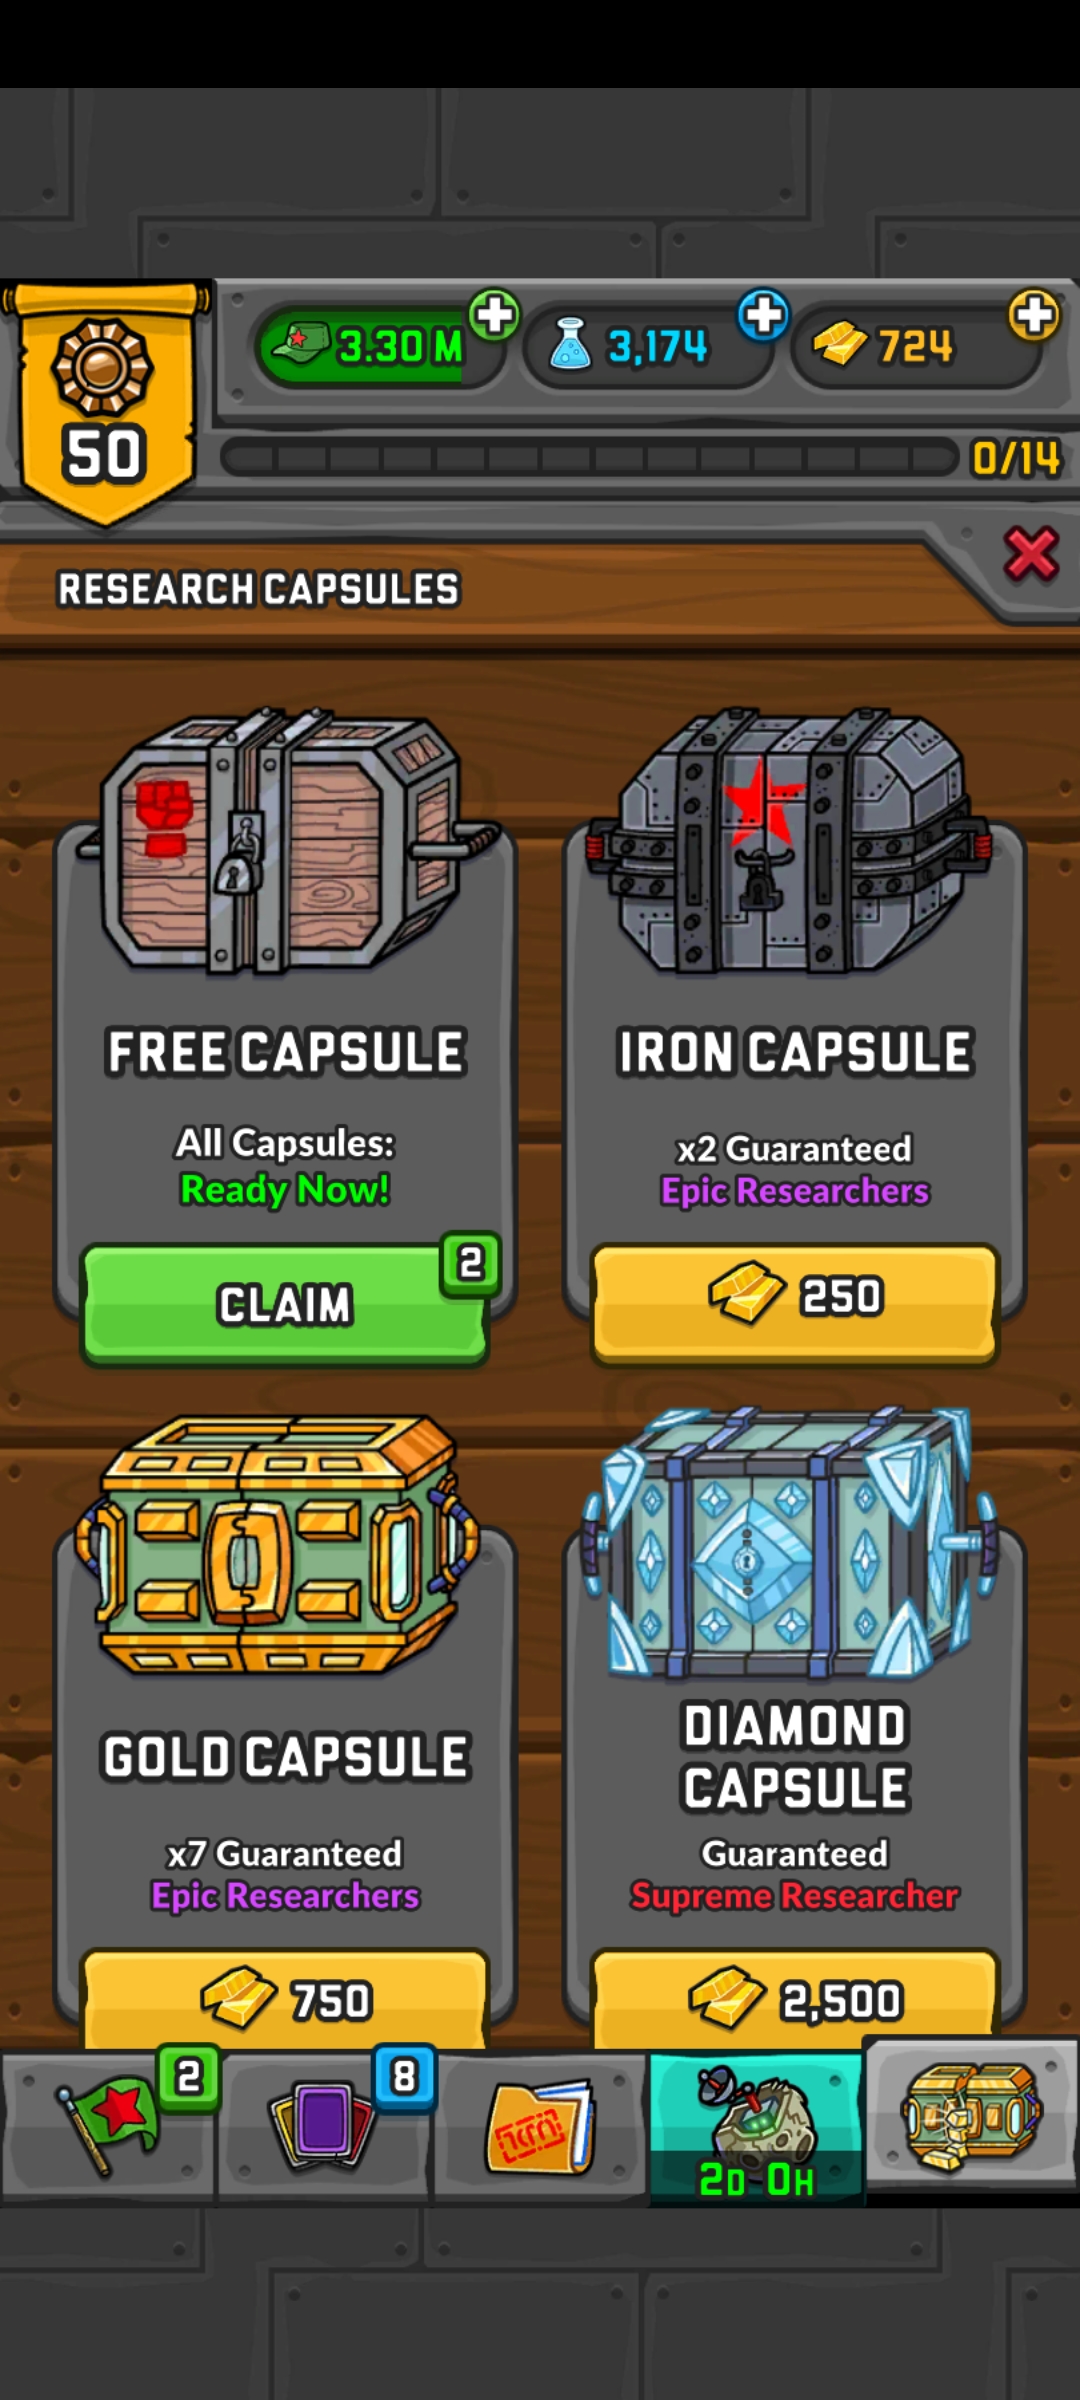 3.30 M
3,174
724
50
0/14
RESEARCH CAPSULES
FREE CAPSULE
All Capsules:
Ready Now!
2
CLAIM
IRON CAPSULE
x2 Guaranteed
Epic Researchers
250
GOLD CAPSULE
x7 Guaranteed
Epic Researchers
750
DIAMOND
CAPSULE
Guaranteed
Supreme Researcher
2,500
2
8
2D 0H